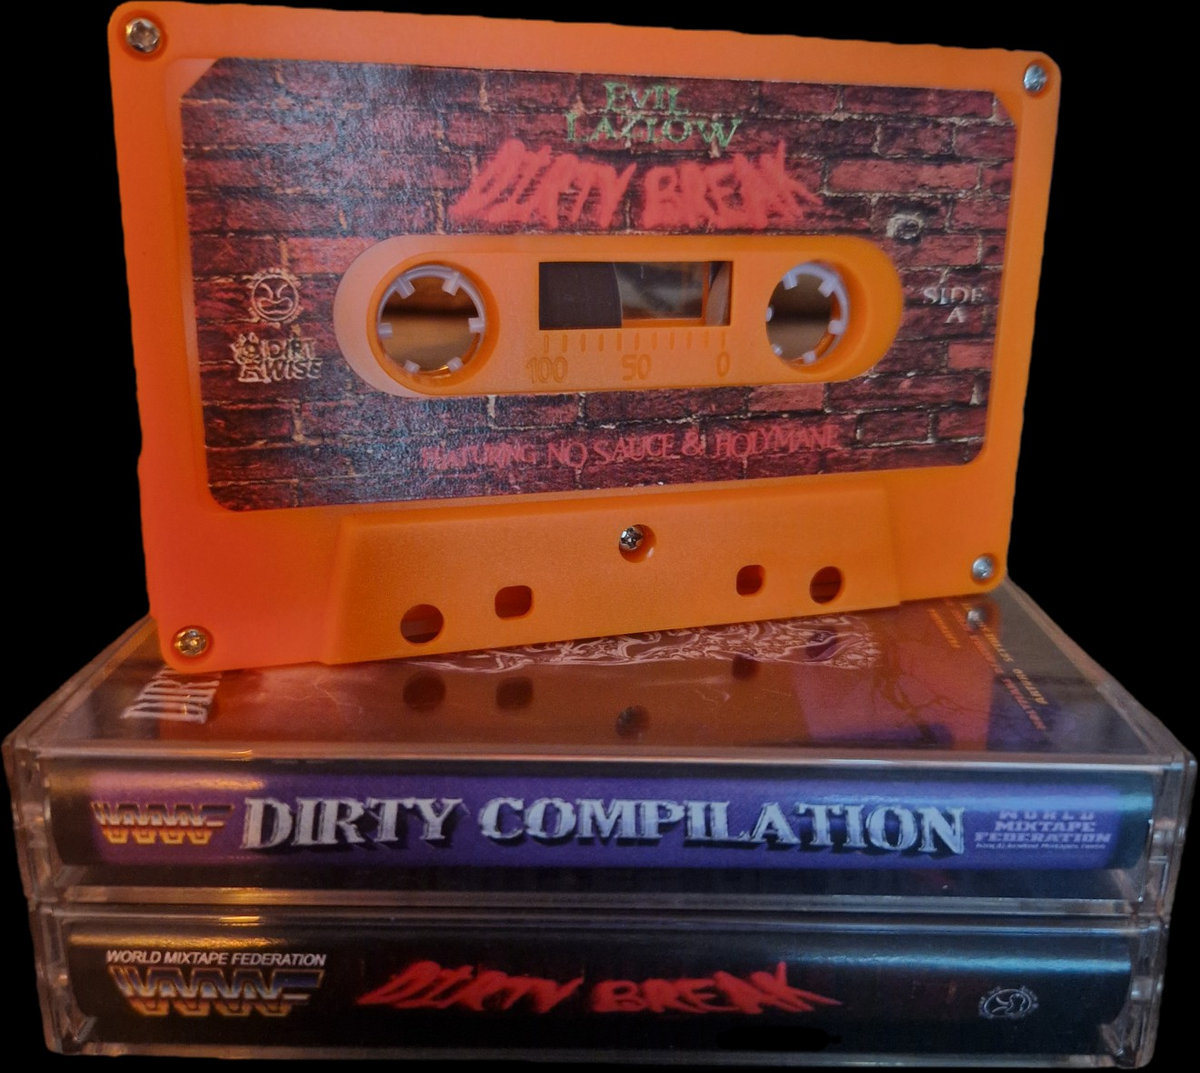 EVIL
LAZLOW
DIRTY BREAK
SIDE
A
DIRT
WISE
100 50 0
FEATURING NO SAUCE & HOLYMANE
DIRTY COMPILATION
WORLD
MIXTAPE
FEDERATION
WORLD MIXTAPE FEDERATION
DIRTY BREAK